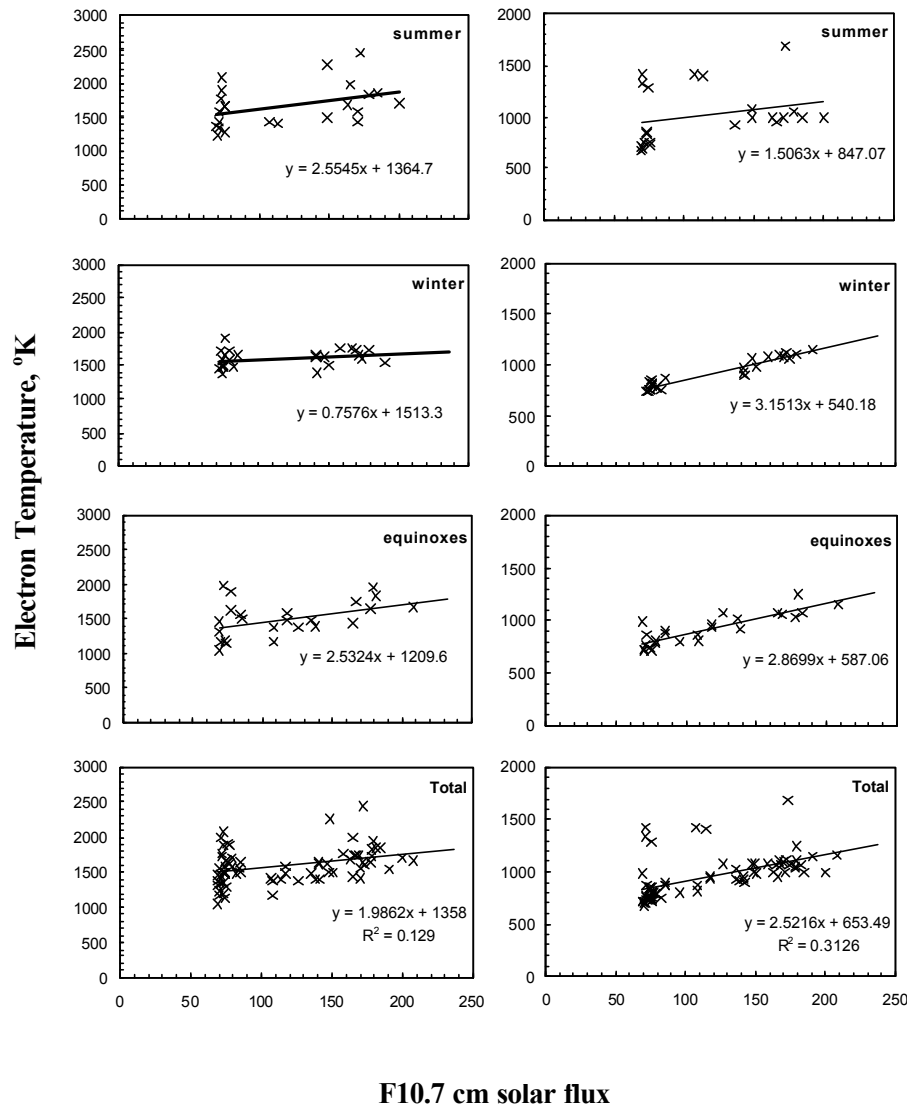 Electron Temperature, °K
3000
2500
2000
1500
1000
500
0
summer
y = 2.5545x + 1364.7
2000
1500
1000
500
0
summer
y = 1.5063x + 847.07
3000
2500
2000
1500
1000
500
0
winter
y = 0.7576x + 1513.3
2000
1500
1000
500
0
winter
y = 3.1513x + 540.18
3000
2500
2000
1500
1000
500
0
equinoxes
y = 2.5324x + 1209.6
2000
1500
1000
500
0
equinoxes
y = 2.8699x + 587.06
3000
2500
2000
1500
1000
500
0
Total
y = 1.9862x + 1358
R² = 0.129
0 50 100 150 200 250
2000
1500
1000
500
0
Total
y = 2.5216x + 653.49
R² = 0.3126
0 50 100 150 200 250
F10.7 cm solar flux